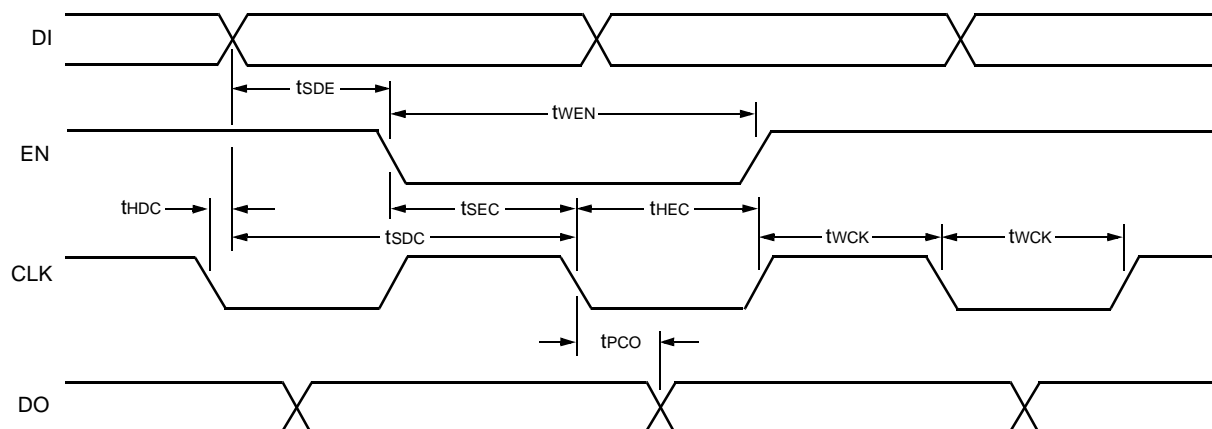 DI
tSDE
tWEN
EN
tHDC
tSEC
tHEC
tSDC
tWCK
tWCK
CLK
tPCO
DO